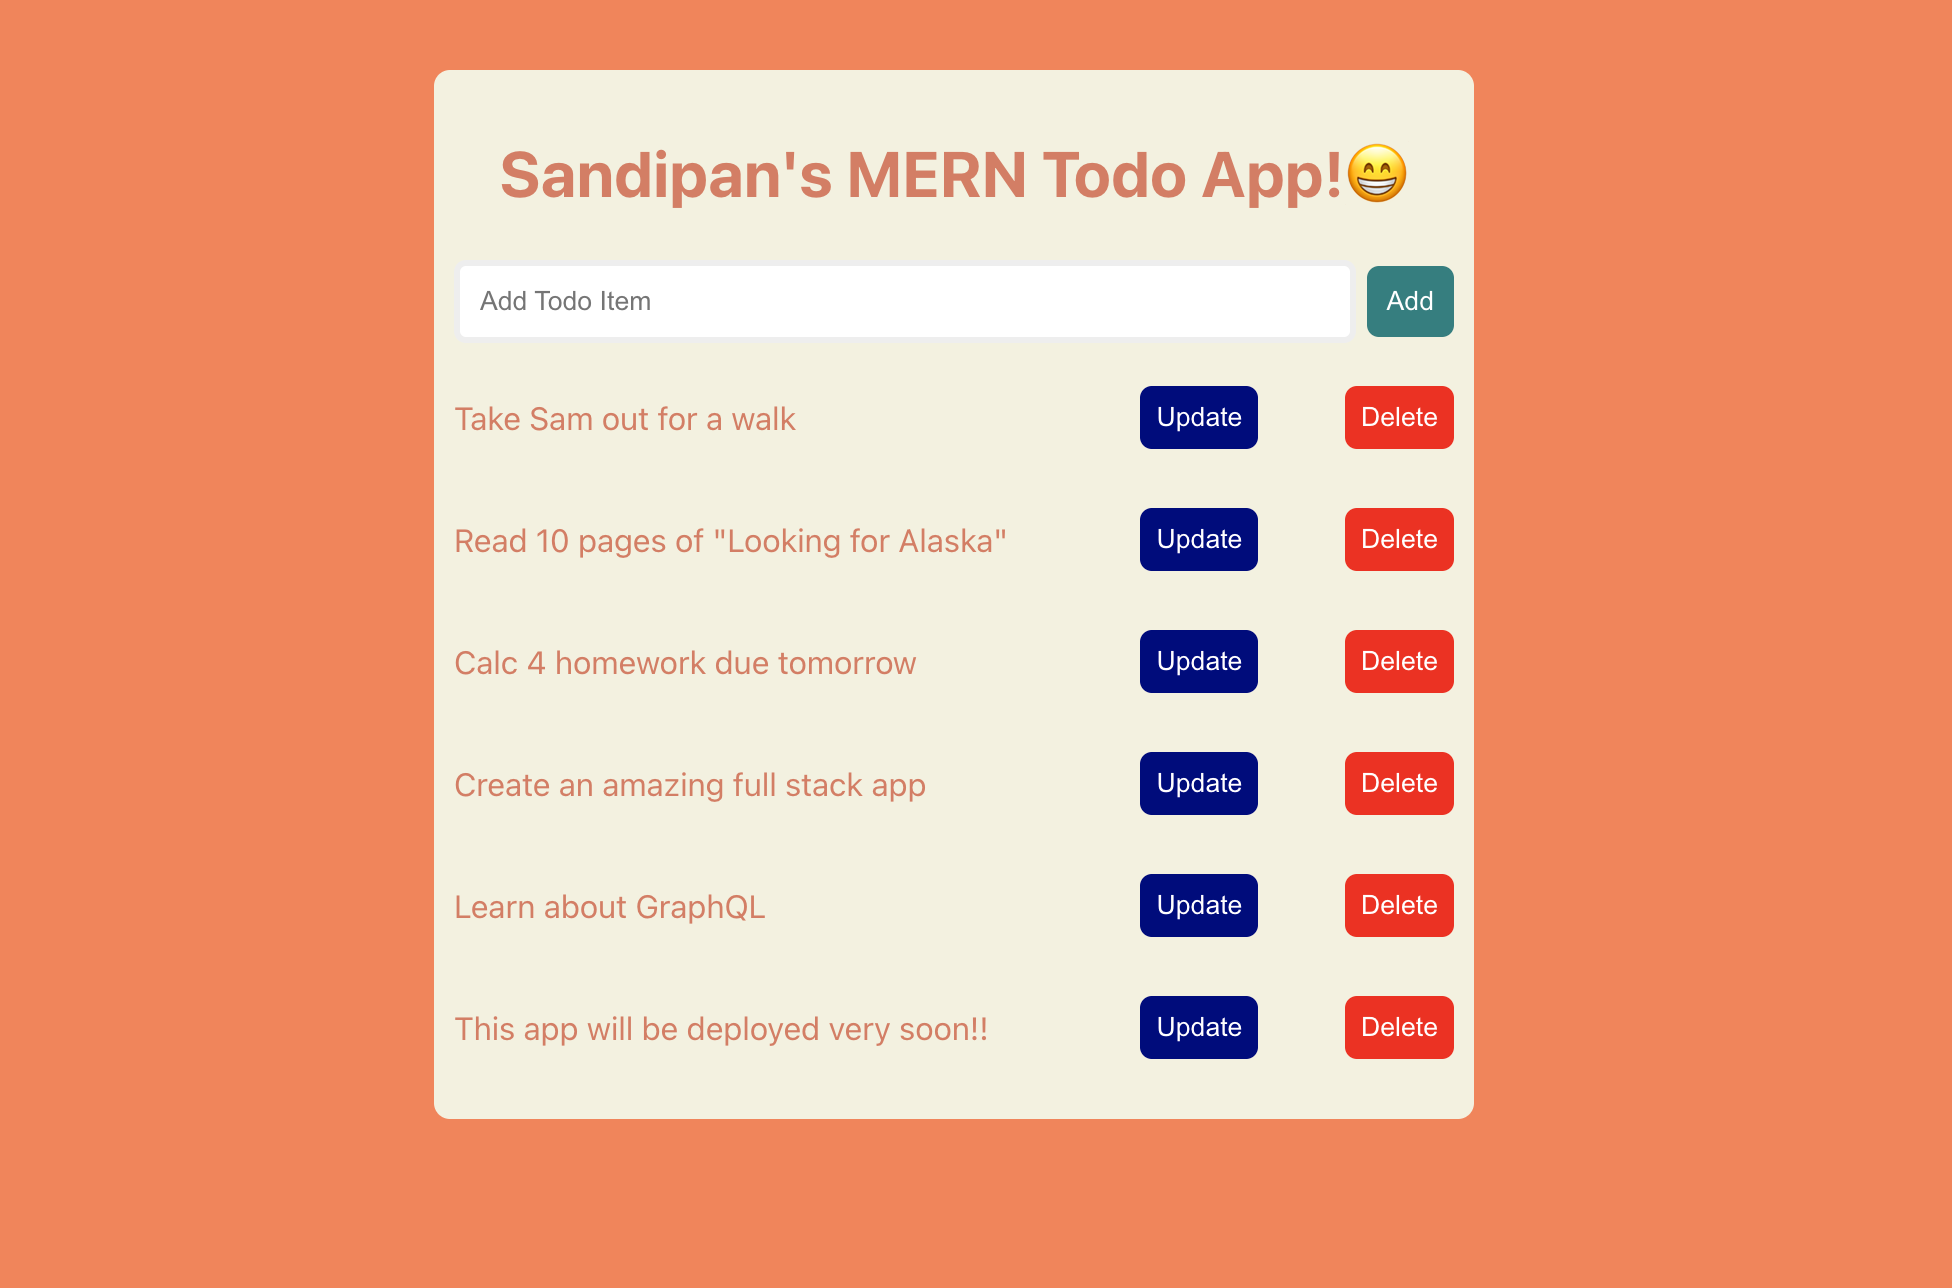 Sandipan's MERN Todo App!😁
Add Todo Item Add
Take Sam out for a walk Update Delete
Read 10 pages of "Looking for Alaska" Update Delete
Calc 4 homework due tomorrow Update Delete
Create an amazing full stack app Update Delete
Learn about GraphQL Update Delete
This app will be deployed very soon!! Update Delete